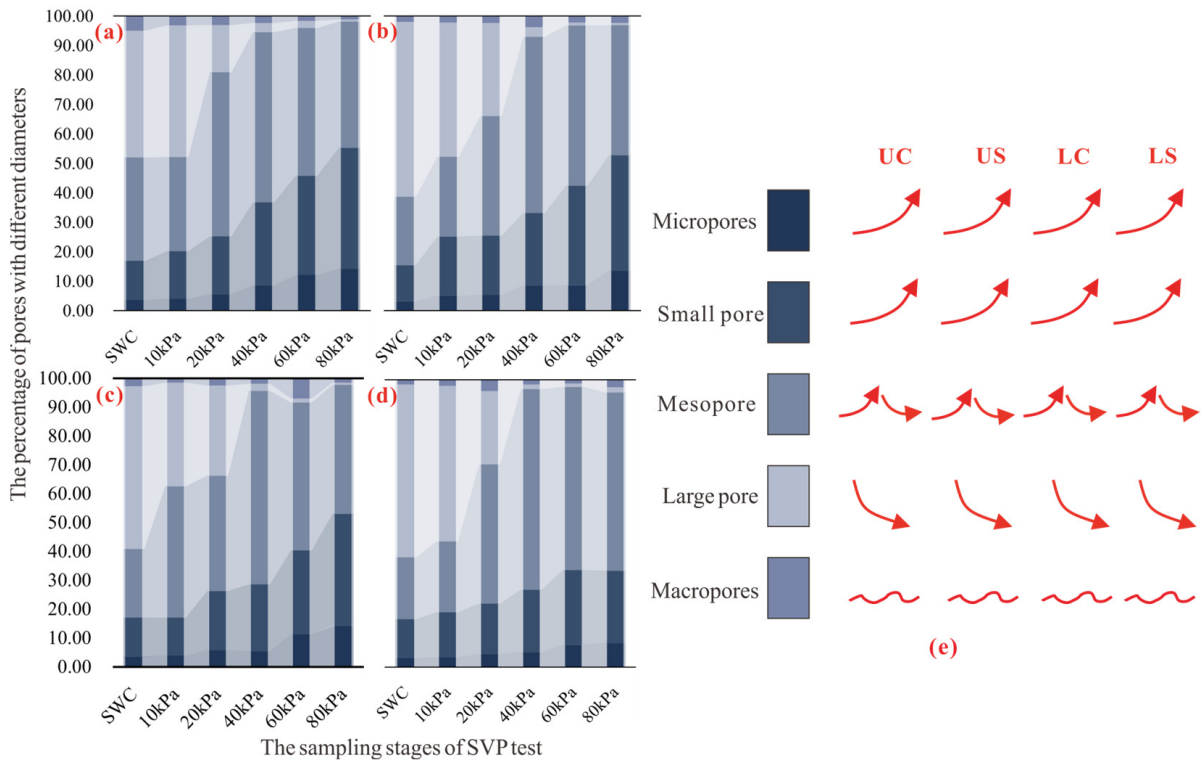 The percentage of pores with different diameters
100.00
90.00
80.00
70.00
60.00
50.00
40.00
30.00
20.00
10.00
0.00
(a)
SWC 10kPa 20kPa 40kPa 60kPa 80kPa
(b)
SWC 10kPa 20kPa 40kPa 60kPa 80kPa
100.00
90.00
80.00
70.00
60.00
50.00
40.00
30.00
20.00
10.00
0.00
(c)
SWC 10kPa 20kPa 40kPa 60kPa 80kPa
(d)
SWC 10kPa 20kPa 40kPa 60kPa 80kPa
The sampling stages of SVP test
UC US LC LS
Micropores
Small pore
Mesopore
Large pore
Macropores
(e)